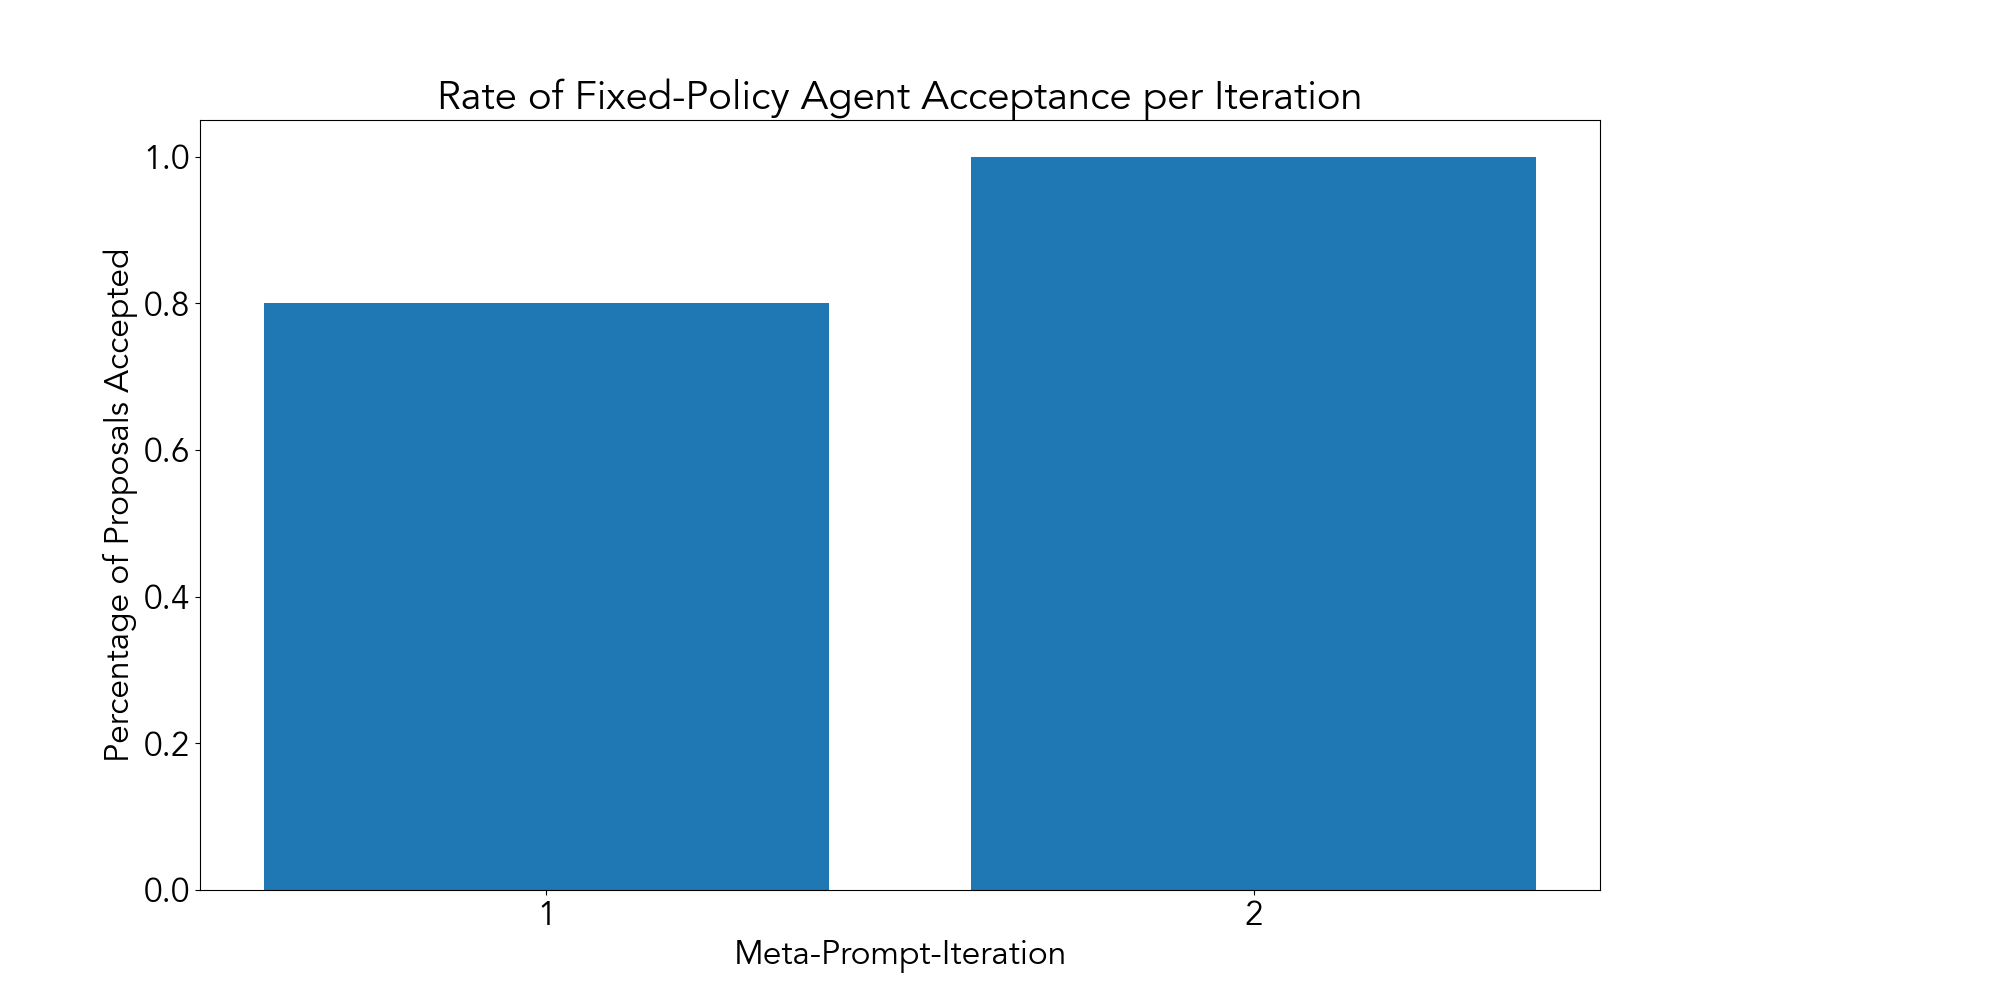 Rate of Fixed-Policy Agent Acceptance per Iteration
Percentage of Proposals Accepted
1.0
0.8
0.6
0.4
0.2
0.0
1
2
Meta-Prompt-Iteration